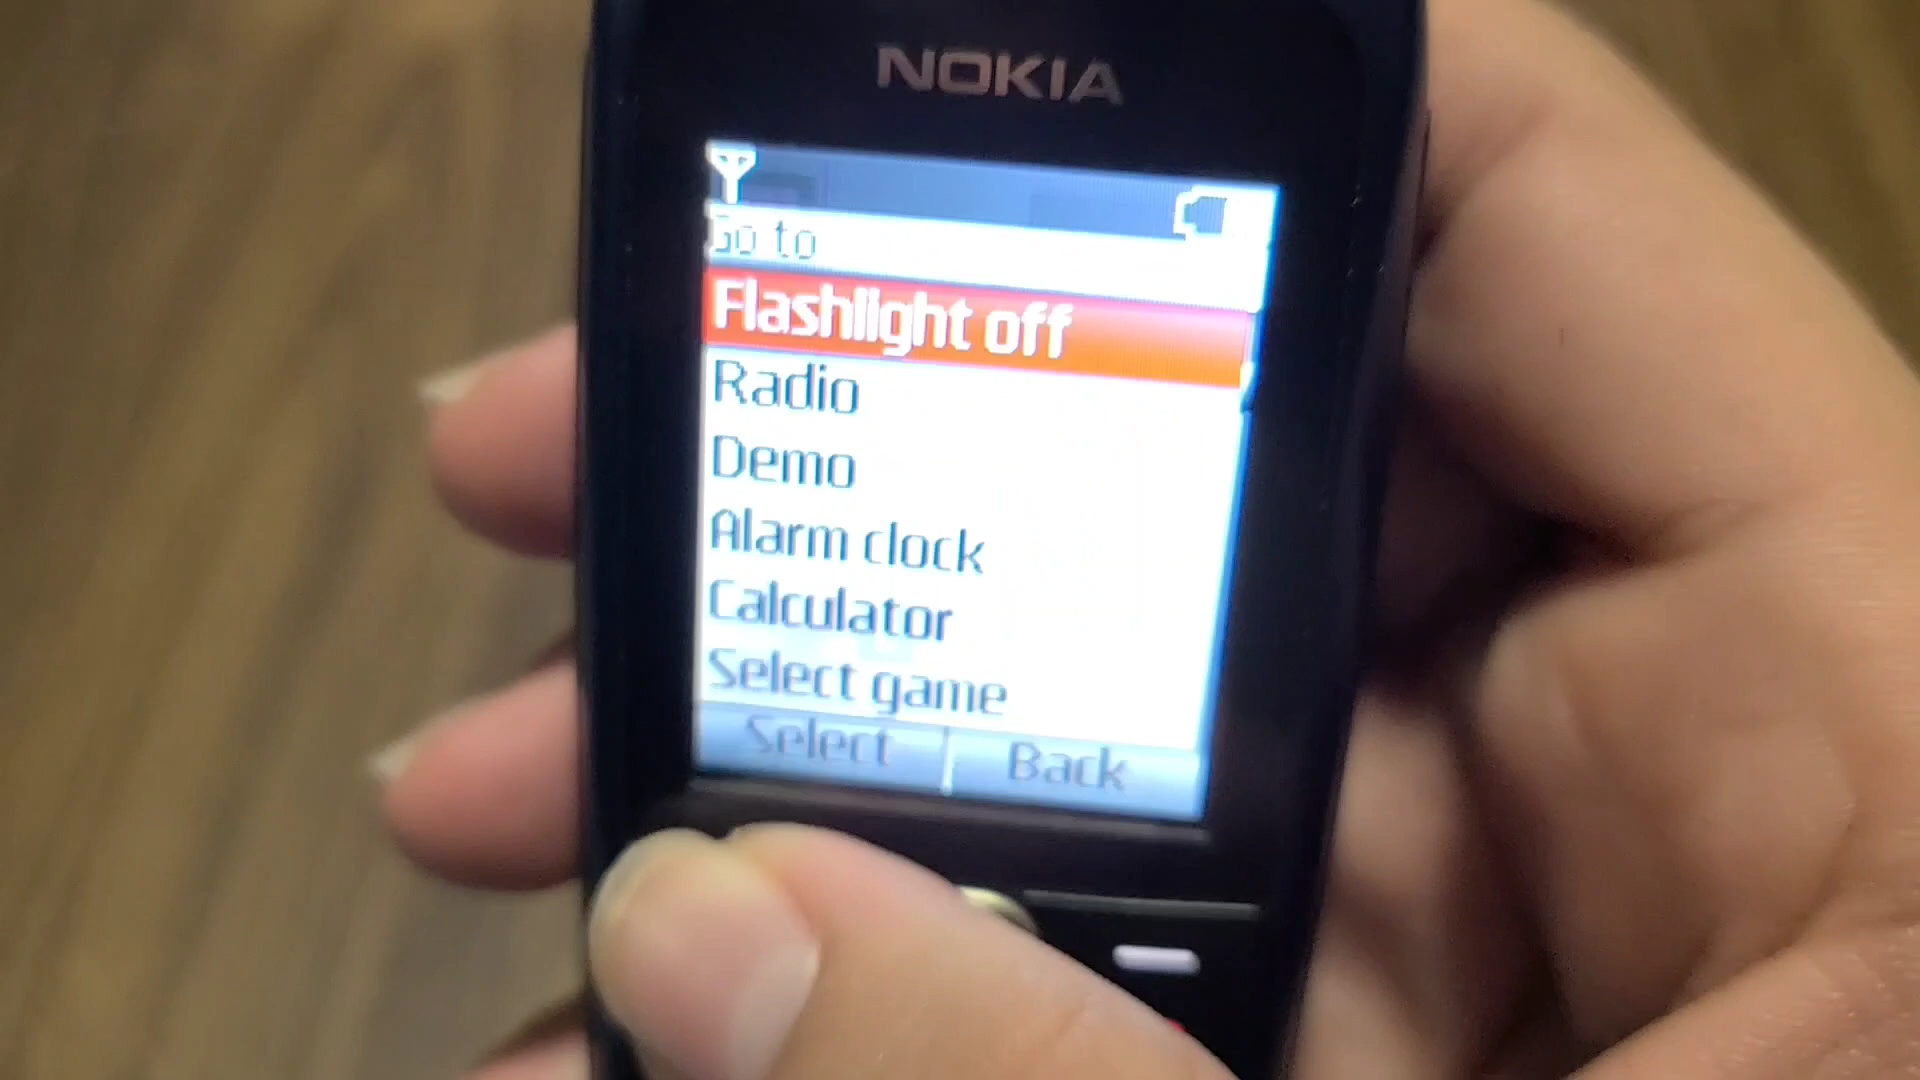 NOKIA
Go to
Flashlight off
Radio
Demo
Alarm clock
Calculator
Select game
Select
Back